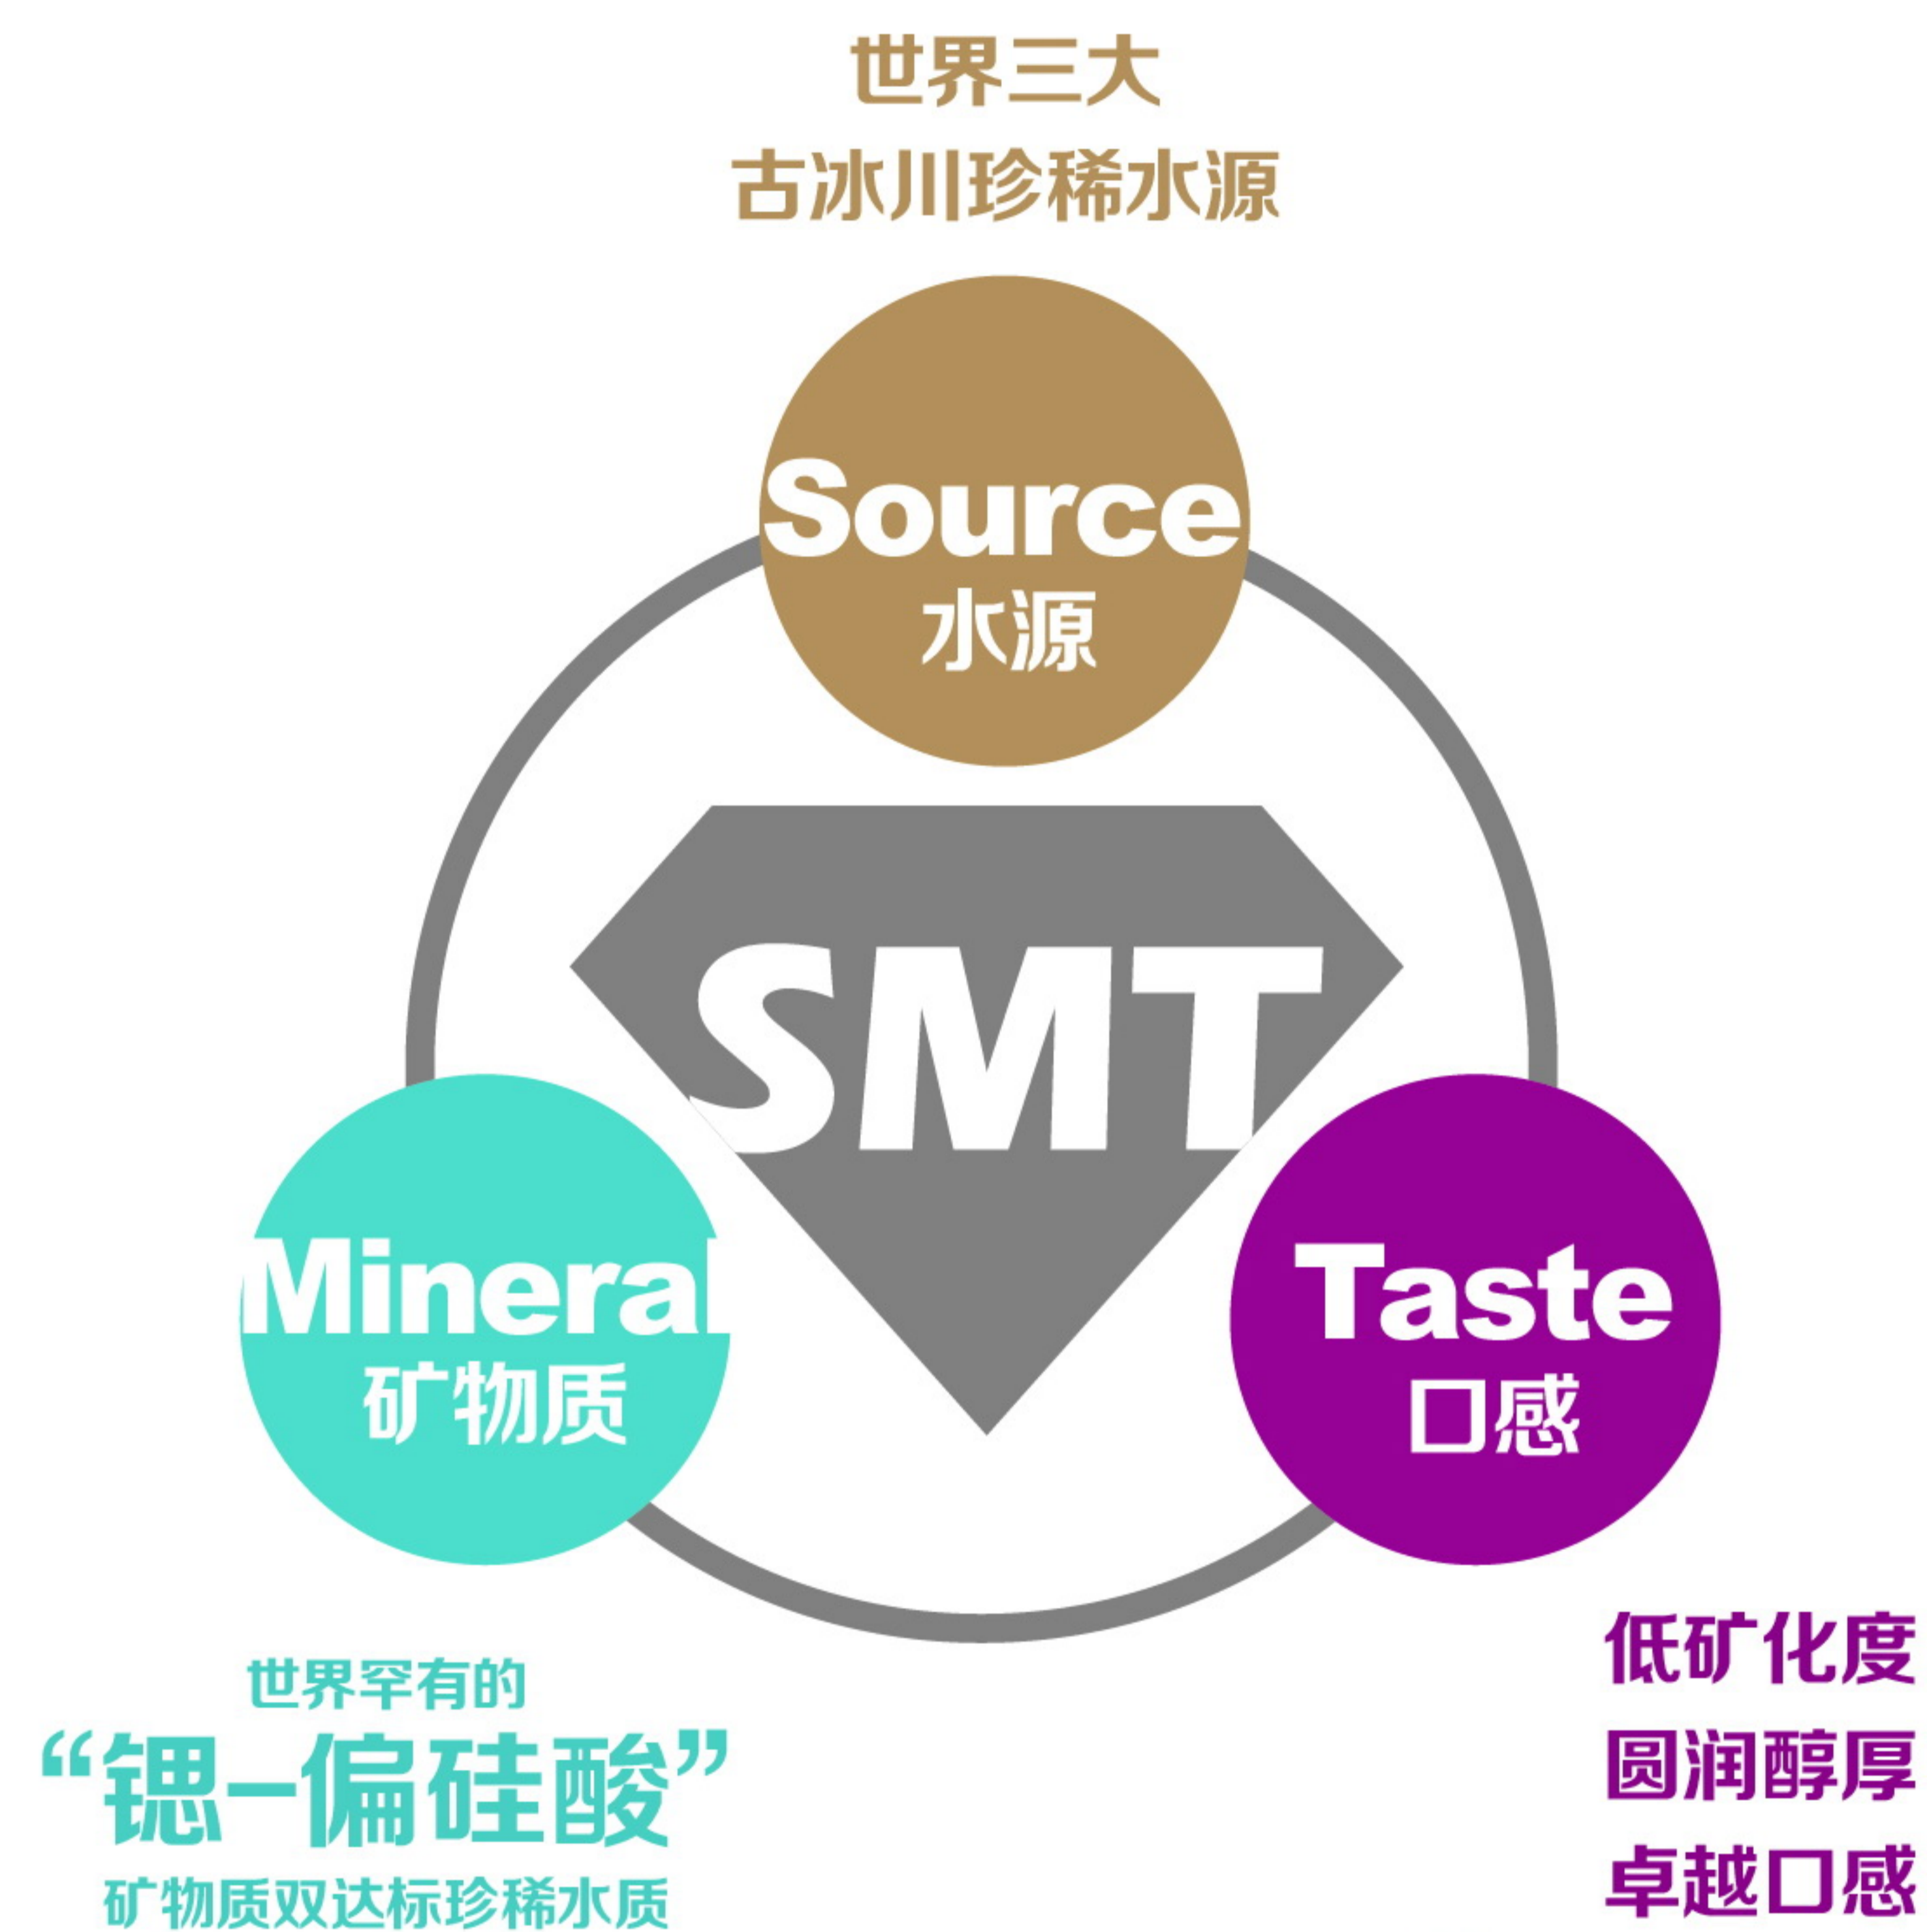 世界三大
古冰川珍稀水源
Source
水源
SMT
Mineral
矿物质
Taste
口感
世界罕有的
“锶—偏硅酸”
矿物质双达标珍稀水质
低矿化度
圆润醇厚
卓越口感